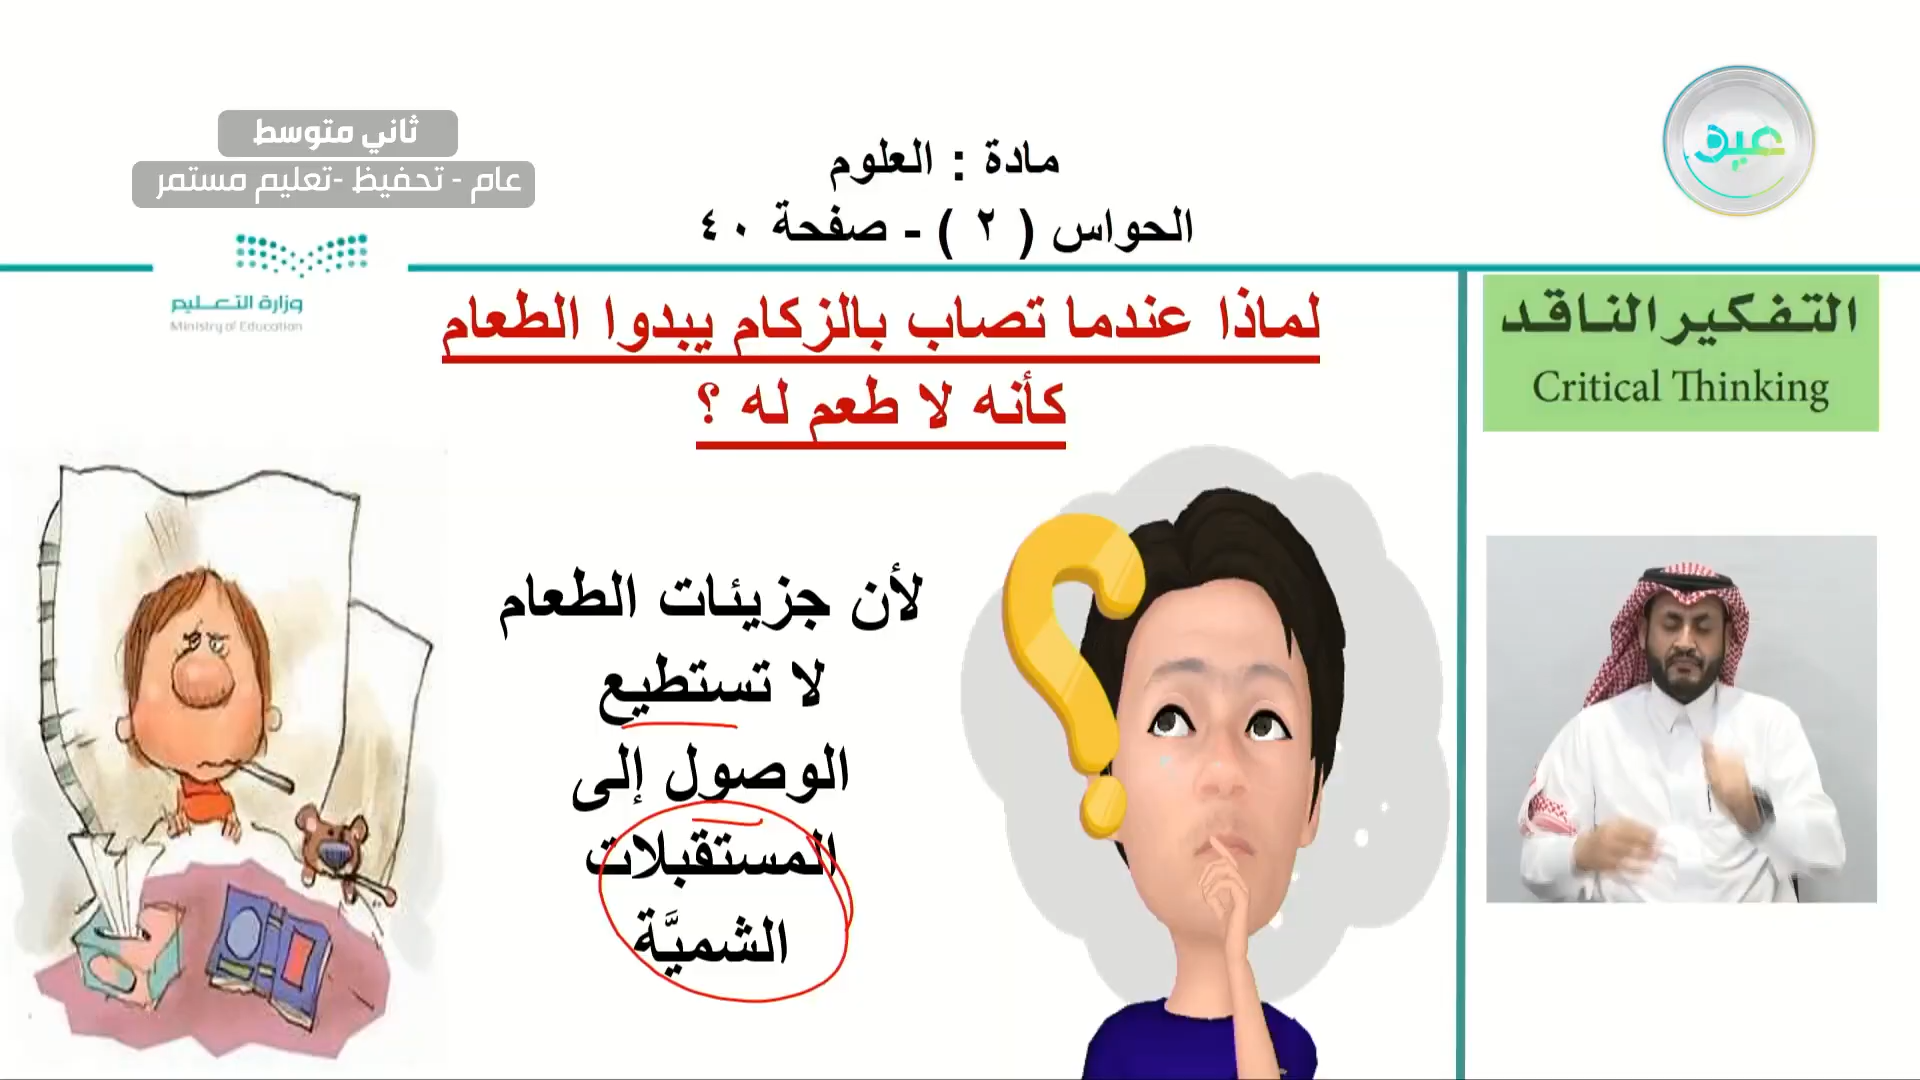 ثاني متوسط
عام - تحفيظ -تعليم مستمر
مادة : العلوم
الحواس ( ٢ ) - صفحة ٤٠
عين
وزارة التعليم
Ministry of Education
لماذا عندما تصاب بالزكام يبدوا الطعام
كأنه لا طعم له ؟
التفكير الناقد
Critical Thinking
لأن جزيئات الطعام
لا تستطيع
الوصول إلى
المستقبلات
الشميَّة